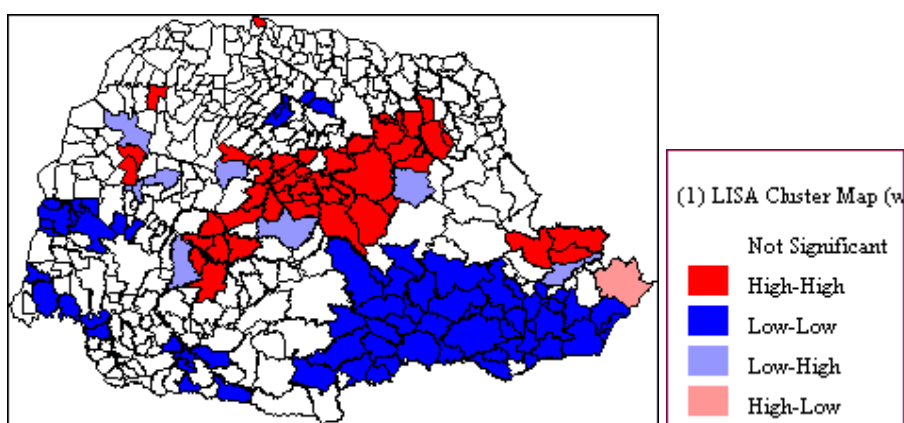 (1) LISA Cluster Map (w
Not Significant
High-High
Low-Low
Low-High
High-Low